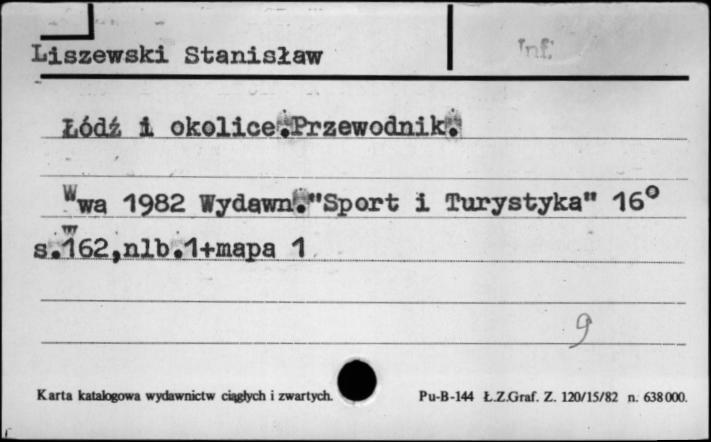 Liszewski Stanisław
Inf.
Łódź i okolice.Przewodnik.
Wwa 1982 Wydawn."Sport i Turystyka" 16°
s.162,nlb.1+mapa 1
9
Karta katalogowa wydawnictw ciągłych i zwartych.
Pu-B-144 Ł.Z.Graf. Z. 120/15/82 n. 638000.